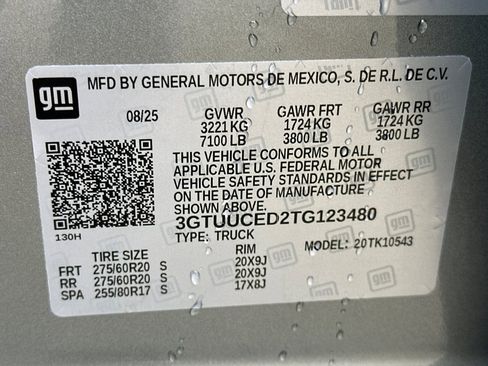 gm MFD BY GENERAL MOTORS DE MEXICO, S. DE R.L. DE C.V.
08/25 GVWR GAWR FRT GAWR RR
3221 KG 1724 KG 1724 KG
7100 LB 3800 LB 3800 LB
THIS VEHICLE CONFORMS TO ALL
APPLICABLE U.S. FEDERAL MOTOR
VEHICLE SAFETY STANDARDS IN EFFECT
ON THE DATE OF MANUFACTURE
SHOWN ABOVE.
3GTUUCED2TG123480
130H TYPE: TRUCK MODEL: 20TK10543
TIRE SIZE RIM
FRT 275/60R20 S 20X9J
RR 275/60R20 S 20X9J
SPA 255/80R17 S 17X8J